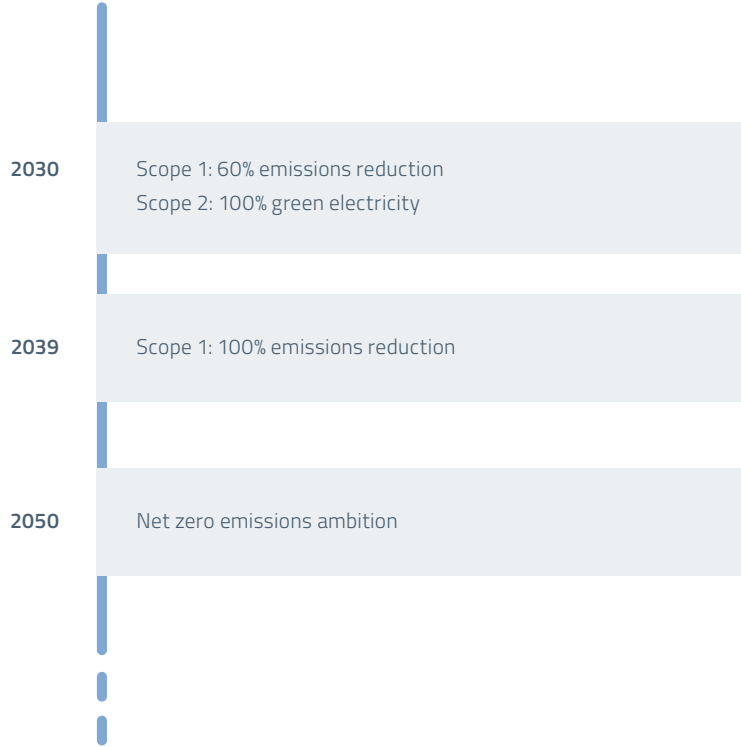 2030
Scope 1: 60% emissions reduction
Scope 2: 100% green electricity
2039
Scope 1: 100% emissions reduction
2050
Net zero emissions ambition